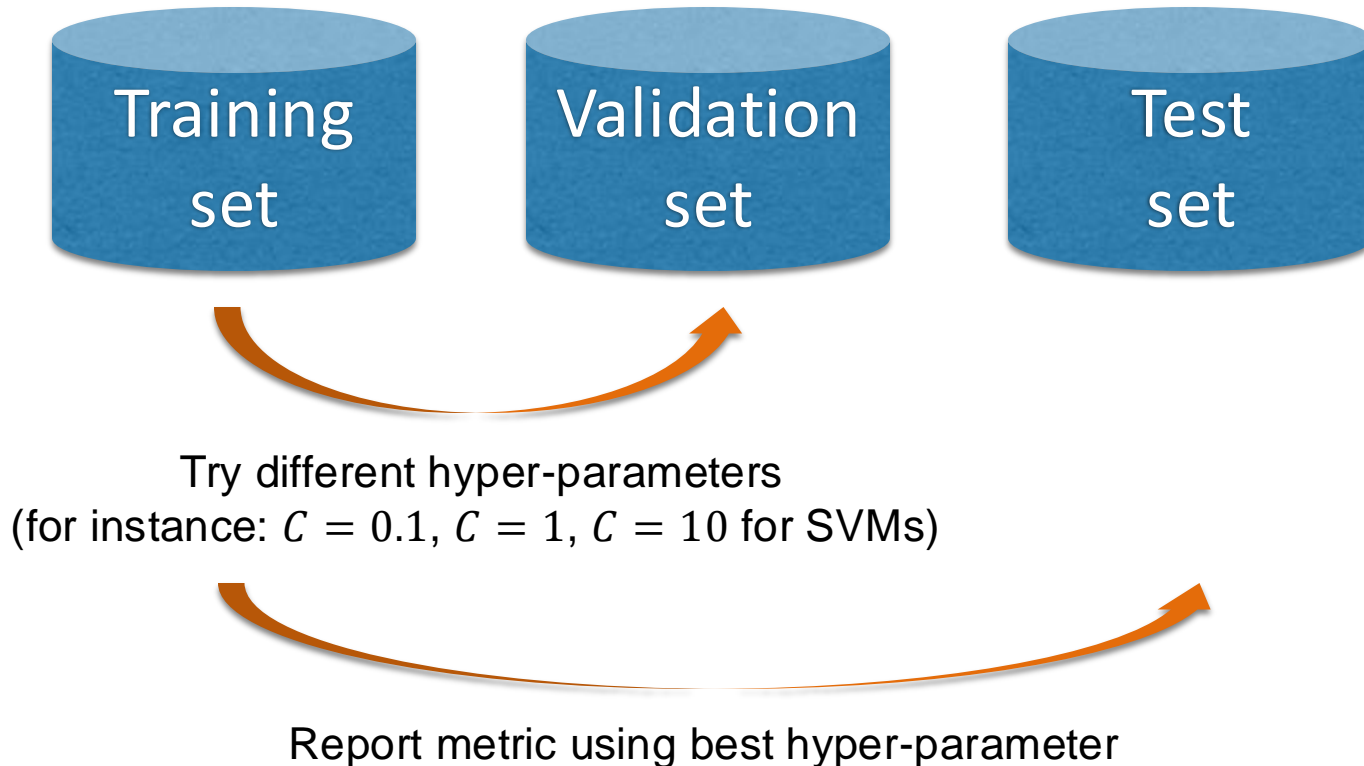 Training
set
Validation
set
Test
set
Try different hyper-parameters
(for instance: 𝐶 = 0.1, 𝐶 = 1, 𝐶 = 10 for SVMs)
Report metric using best hyper-parameter